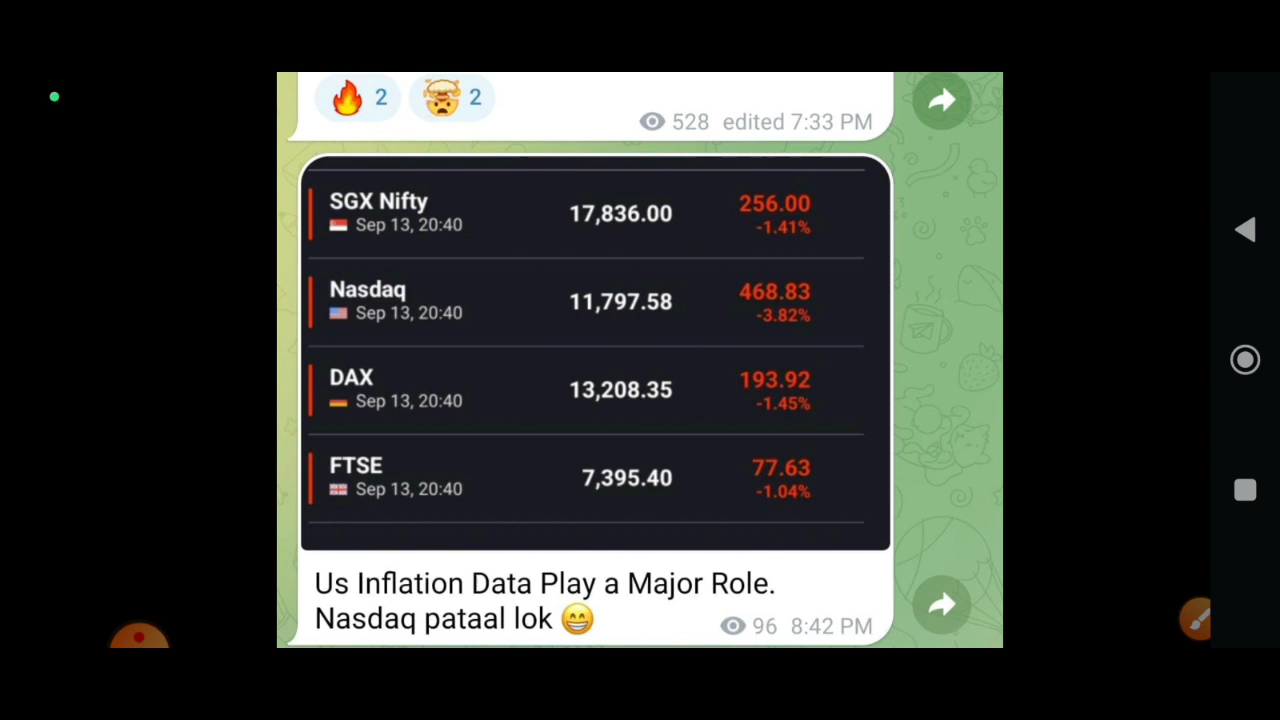 2 2
528 edited 7:33 PM
SGX Nifty 17,836.00 256.00
Sep 13, 20:40 -1.41%
Nasdaq 11,797.58 468.83
Sep 13, 20:40 -3.82%
DAX 13,208.35 193.92
Sep 13, 20:40 -1.45%
FTSE 7,395.40 77.63
Sep 13, 20:40 -1.04%
Us Inflation Data Play a Major Role.
Nasdaq pataal lok 😁 96 8:42 PM